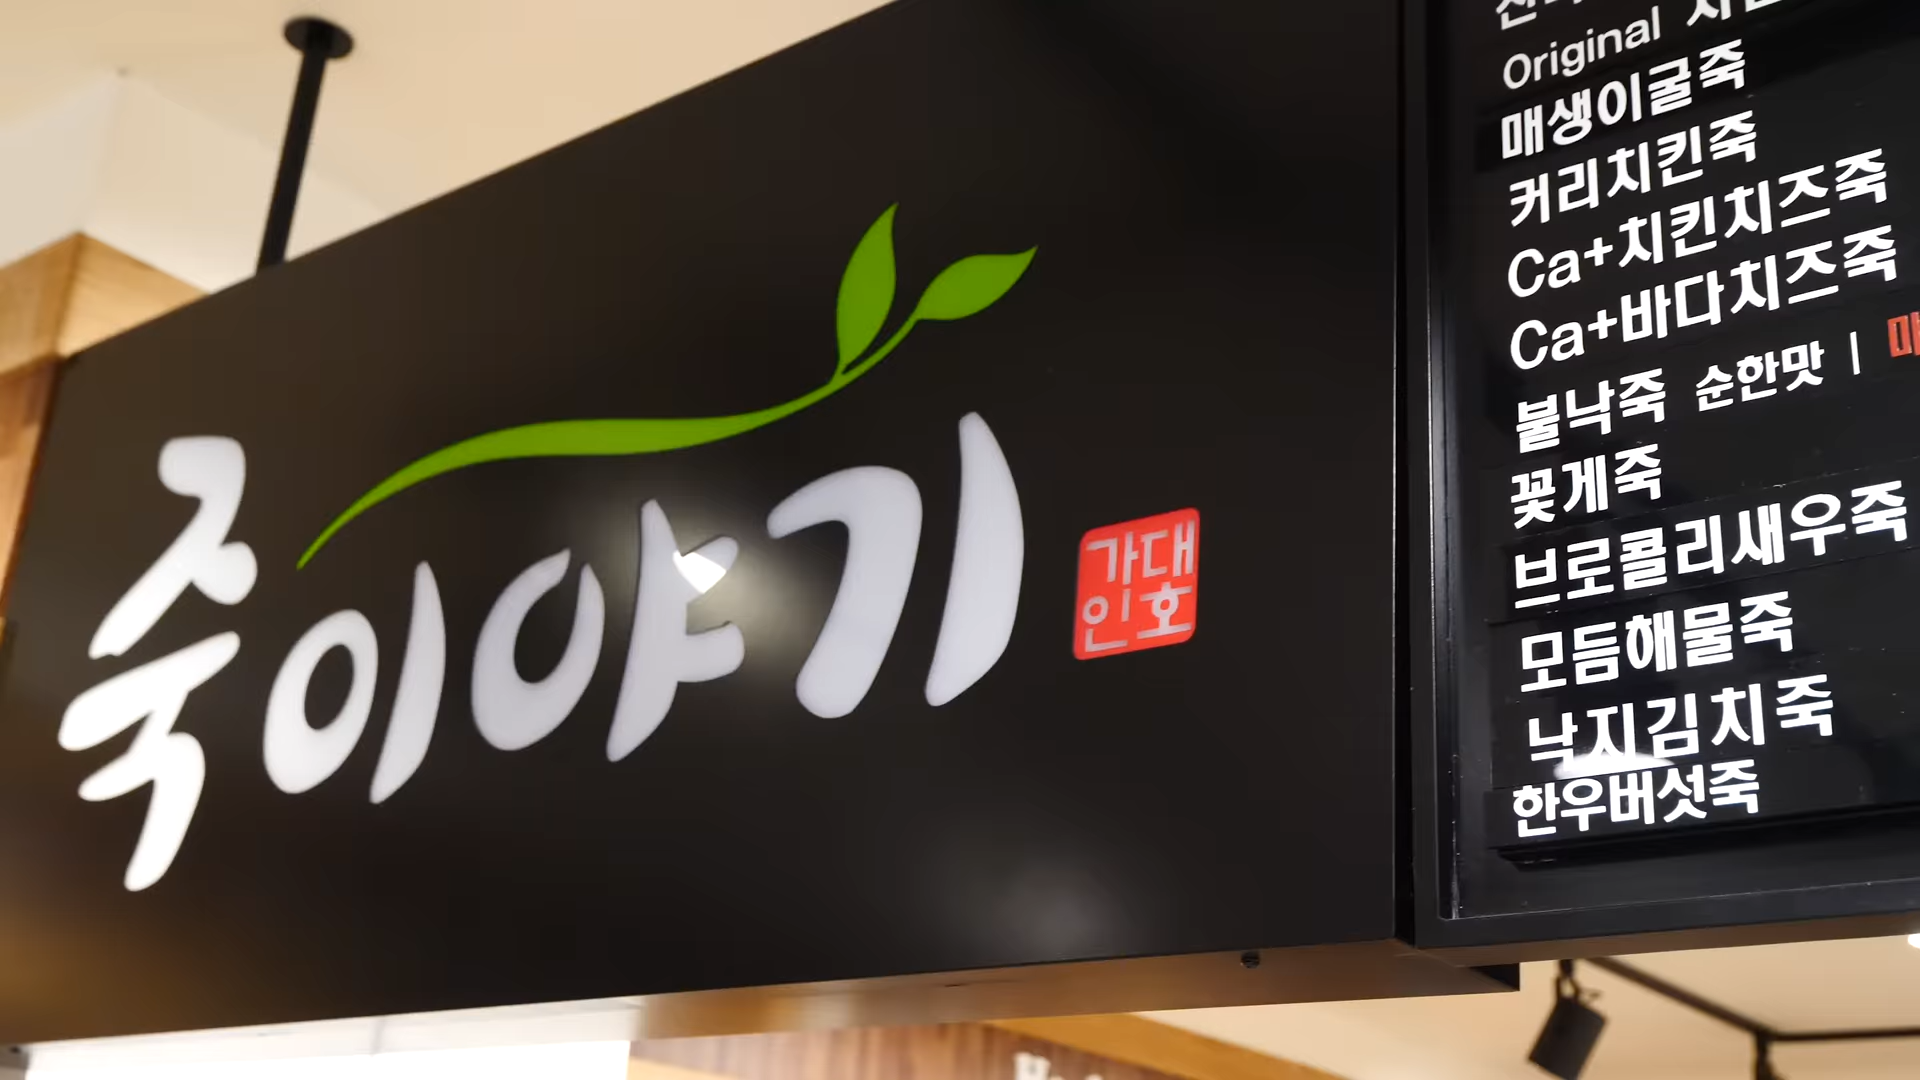 죽이야기
가대
인호
Original
매생이굴죽
커리치킨죽
Ca+치킨치즈죽
Ca+바다치즈죽
불낙죽 순한맛 |
꽃게죽
브로콜리새우죽
모듬해물죽
낙지김치죽
한우버섯죽